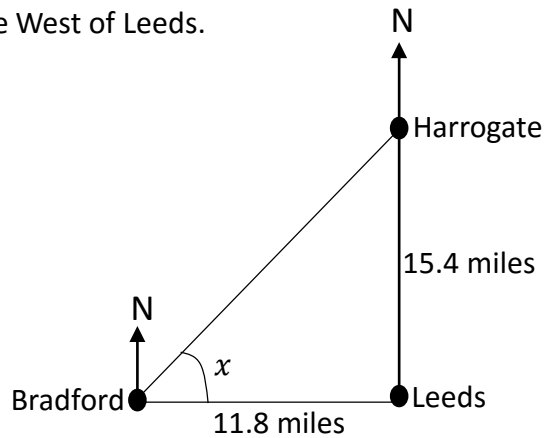 West of Leeds.
N
Harrogate
15.4 miles
N
x
Bradford
Leeds
11.8 miles